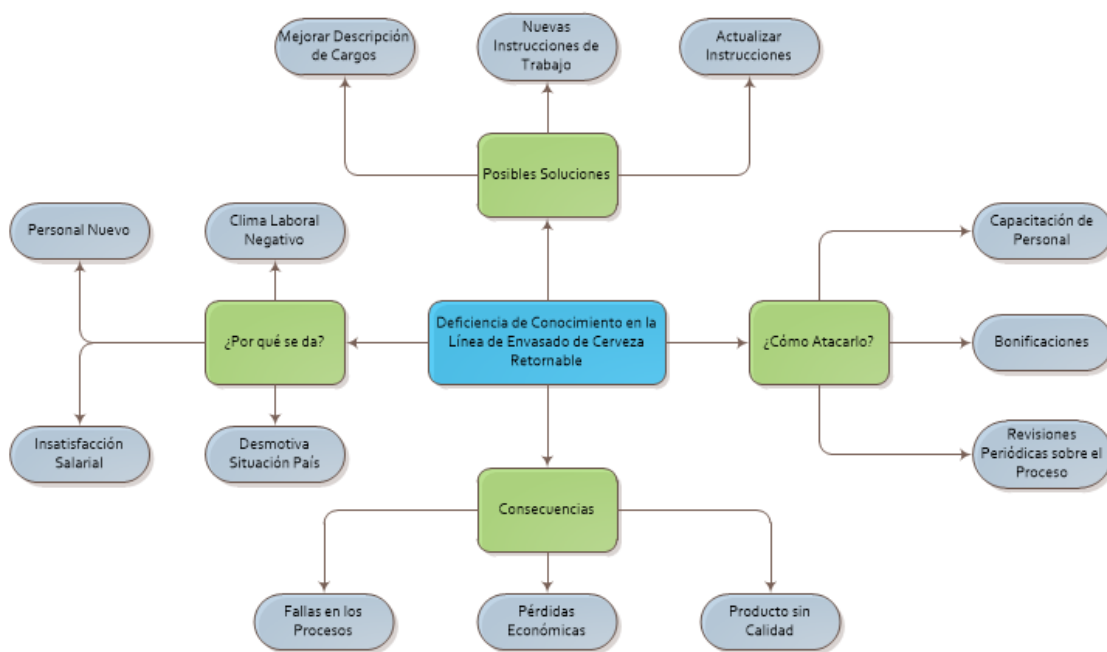 Mejorar Descripción
de Cargos
Nuevas
Instrucciones de
Trabajo
Actualizar
Instrucciones
Posibles Soluciones
Personal Nuevo
Clima Laboral
Negativo
Capacitación de
Personal
¿Por qué se da?
Deficiencia de Conocimiento en la
Línea de Envasado de Cerveza
Retornable
¿Cómo Atacarlo?
Bonificaciones
Insatisfacción
Salarial
Desmotiva
Situación País
Revisiones
Periódicas sobre el
Proceso
Consecuencias
Fallas en los
Procesos
Pérdidas
Económicas
Producto sin
Calidad